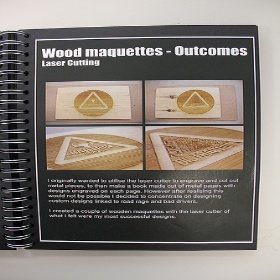 Wood maquettes - Outcomes
Laser Cutting
I originally wanted to utilise the laser cutter to engrave and cut out
metal pieces, to then make a book made out of metal pages with
designs engraved on each page. However after realising this
would not be possible I decided to concentrate on designing
custom designs linked to road rage and bad drivers.
I created a couple of wooden maquettes with the laser cutter of
what I felt were my most successful designs.